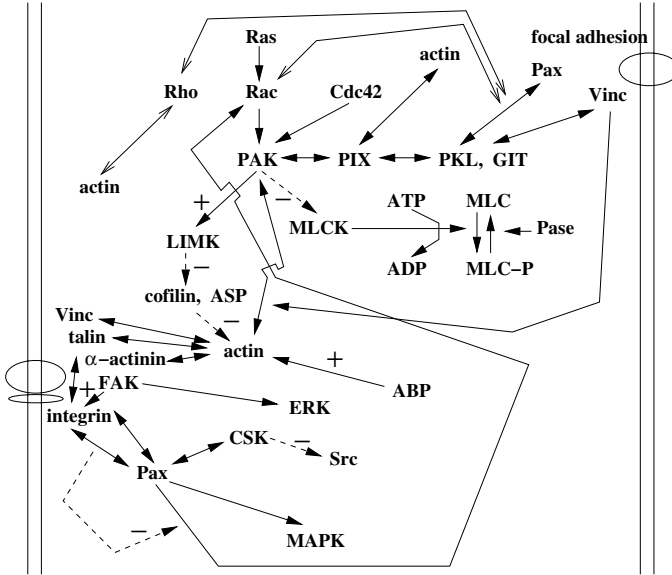 Ras
actin
focal adhesion
Pax
Rho
Rac
Cdc42
Vinc
PAK
PIX
PKL, GIT
actin
+
−
ATP
MLC
LIMK
MLCK
Pase
−
ADP
MLC−P
cofilin, ASP
−
Vinc
talin
actin
α−actinin
+
+
FAK
ABP
integrin
ERK
CSK
−
Src
Pax
−
MAPK